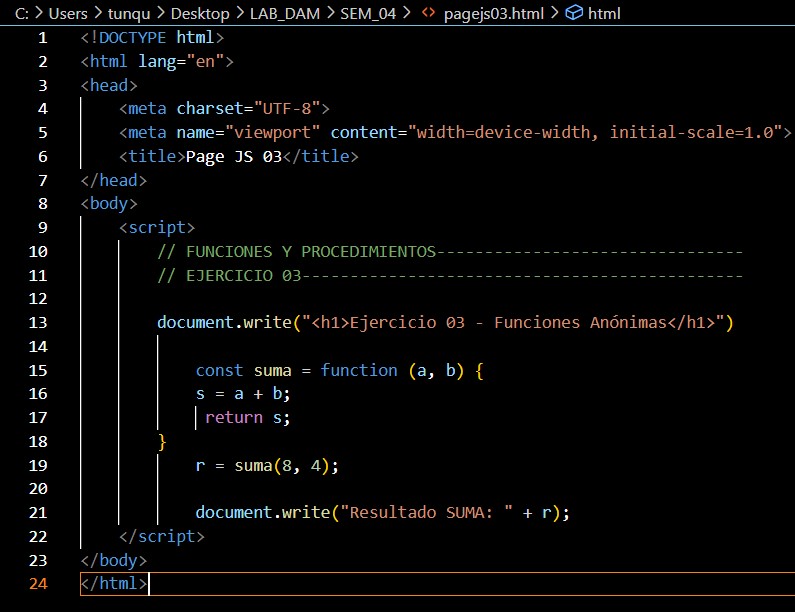 C: > Users > tunqu > Desktop > LAB_DAM > SEM_04 > <> pagejs03.html > html
1 <!DOCTYPE html>
2 <html lang="en">
3 <head>
4     <meta charset="UTF-8">
5     <meta name="viewport" content="width=device-width, initial-scale=1.0">
6     <title>Page JS 03</title>
7 </head>
8 <body>
9     <script>
10         // FUNCIONES Y PROCEDIMIENTOS--------------------------------
11         // EJERCICIO 03----------------------------------------------
12
13         document.write("<h1>Ejercicio 03 - Funciones Anónimas</h1>")
14
15             const suma = function (a, b) {
16             s = a + b;
17              return s;
18         }
19             r = suma(8, 4);
20
21             document.write("Resultado SUMA: " + r);
22     </script>
23 </body>
24 </html>